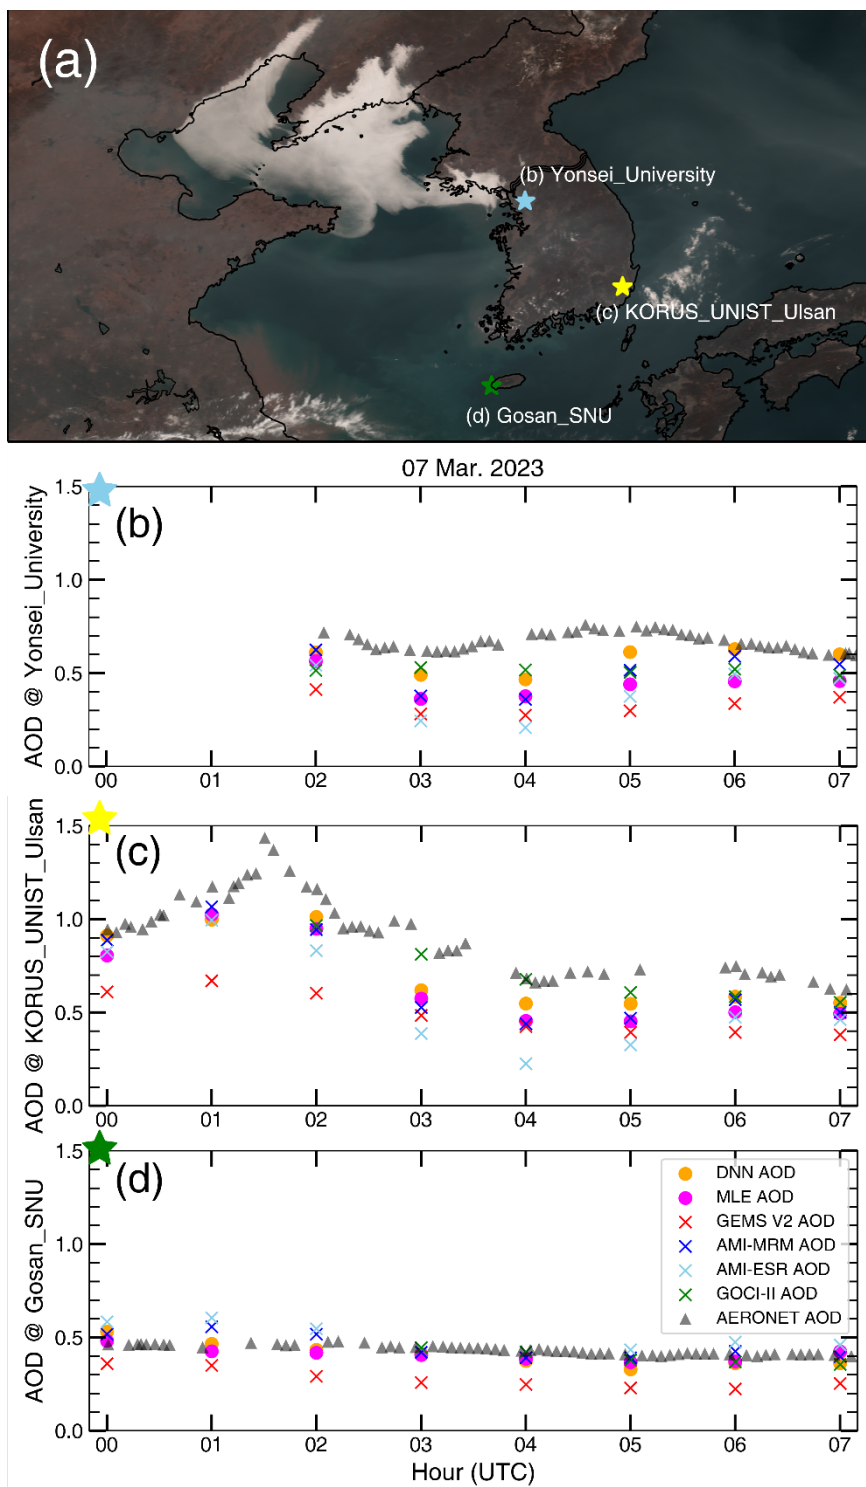 (a)
(b) Yonsei_University
(c) KORUS_UNIST_Ulsan
(d) Gosan_SNU
07 Mar. 2023
(b)
AOD @ Yonsei_University
1.5
1.0
0.5
0.0
00 01 02 03 04 05 06 07
(c)
AOD @ KORUS_UNIST_Ulsan
1.5
1.0
0.5
0.0
00 01 02 03 04 05 06 07
(d)
AOD @ Gosan_SNU
1.5
1.0
0.5
0.0
DNN AOD
MLE AOD
GEMS V2 AOD
AMI-MRM AOD
AMI-ESR AOD
GOCI-II AOD
AERONET AOD
00 01 02 03 04 05 06 07
Hour (UTC)